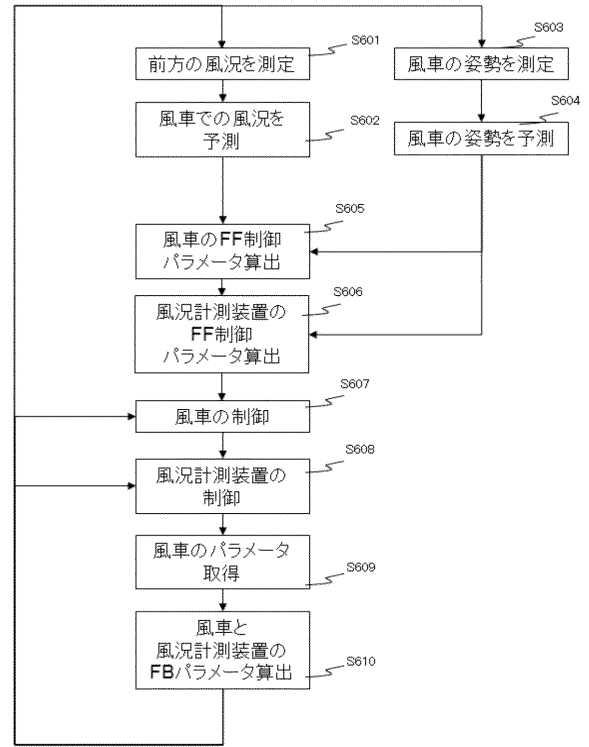 S601
前方の風況を測定
S603
風車の姿勢を測定
S602
風車での風況を
予測
S604
風車の姿勢を予測
S605
風車のFF制御
パラメータ算出
S606
風況計測装置の
FF制御
パラメータ算出
S607
風車の制御
S608
風況計測装置の
制御
風車のパラメータ
取得
S609
風車と
風況計測装置の
FBパラメータ算出
S610